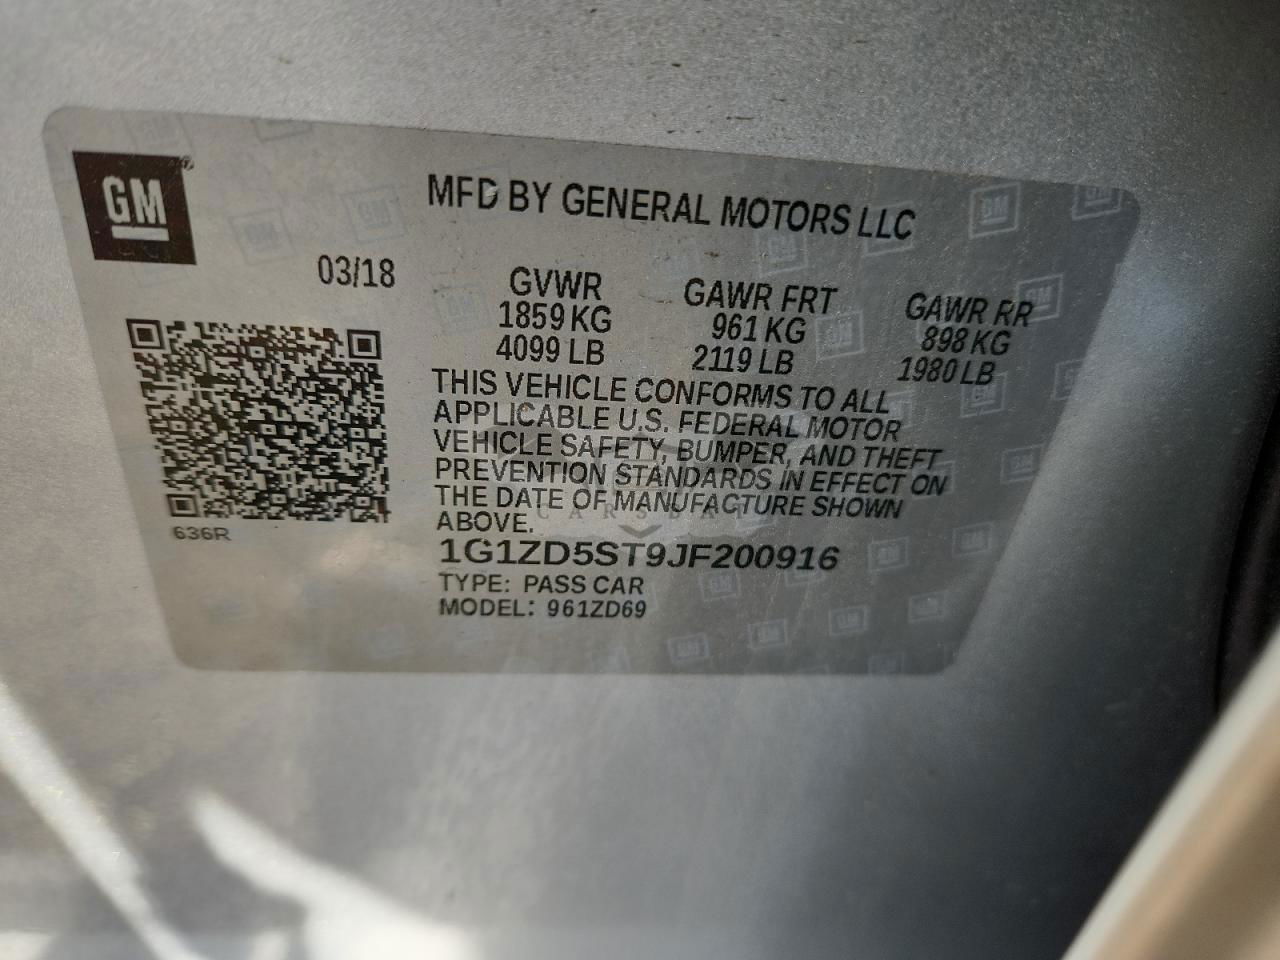 GM
MFD BY GENERAL MOTORS LLC
03/18
GVWR
1859 KG
4099 LB
GAWR FRT
961 KG
2119 LB
GAWR RR
898 KG
1980 LB
THIS VEHICLE CONFORMS TO ALL
APPLICABLE U.S. FEDERAL MOTOR
VEHICLE SAFETY, BUMPER, AND THEFT
PREVENTION STANDARDS IN EFFECT ON
THE DATE OF MANUFACTURE SHOWN
ABOVE.
636R
1G1ZD5ST9JF200916
TYPE: PASS CAR
MODEL: 961ZD69